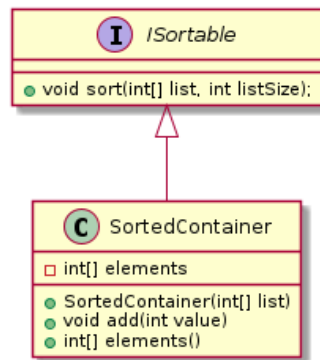 I ISortable
void sort(int[] list, int listSize);
C SortedContainer
int[] elements
SortedContainer(int[] list)
void add(int value)
int[] elements()